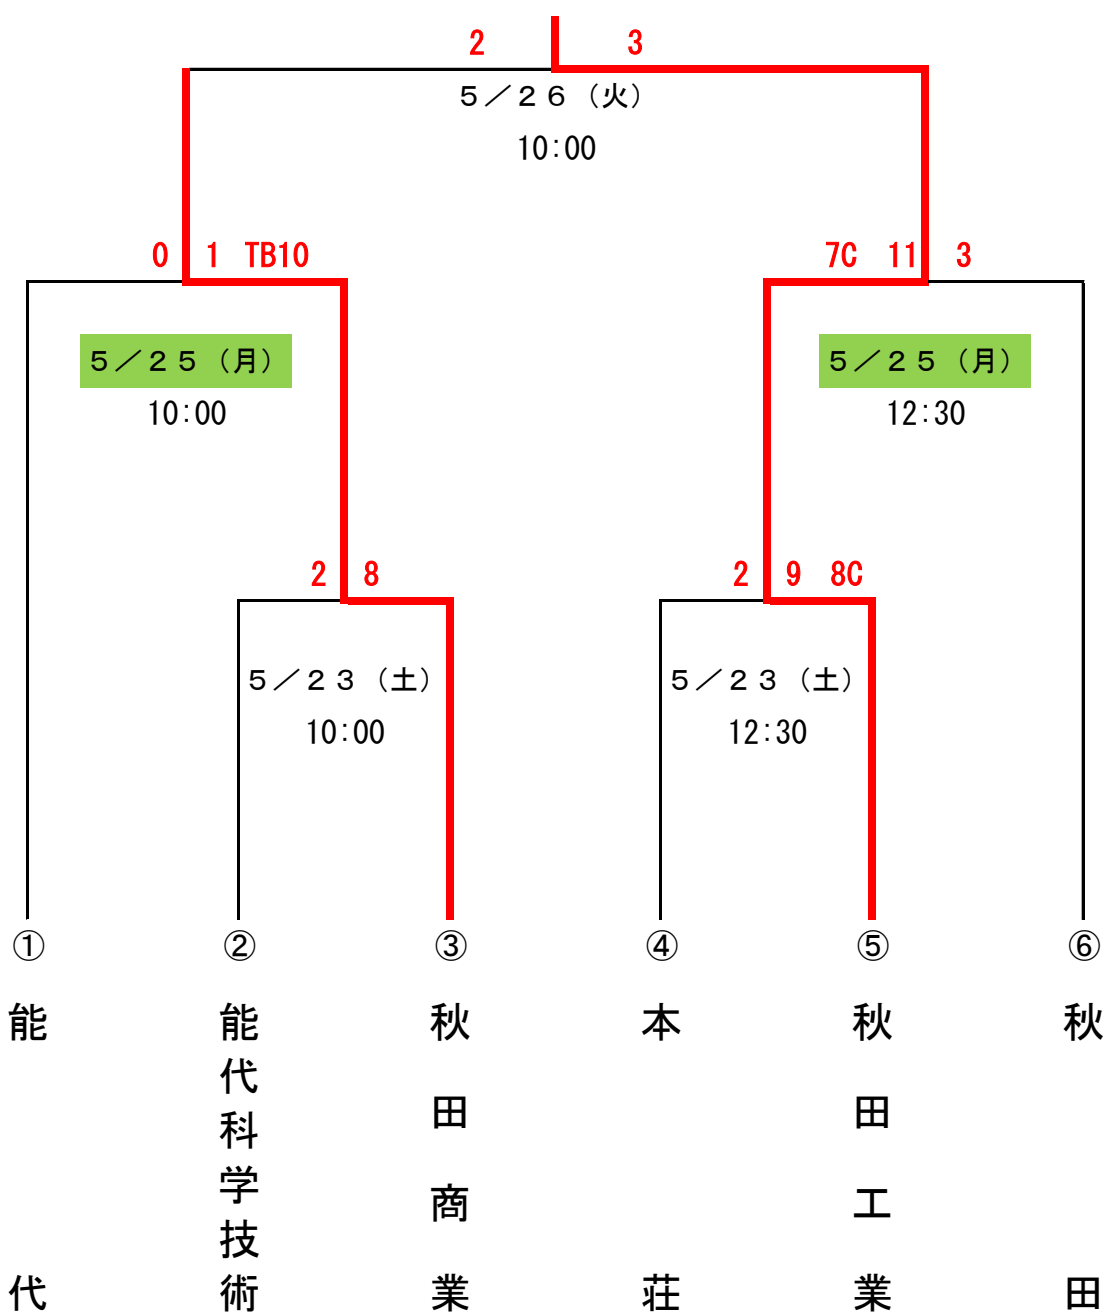 2 3
５／２６（火）
10:00
0 1 TB10
7C 11 3
５／２５（月）
10:00
５／２５（月）
12:30
2 8
2 9 8C
５／２３（土）
10:00
５／２３（土）
12:30
① ② ③ ④ ⑤ ⑥
能代
能代科学技術
秋田商業
本荘
秋田工業
秋田